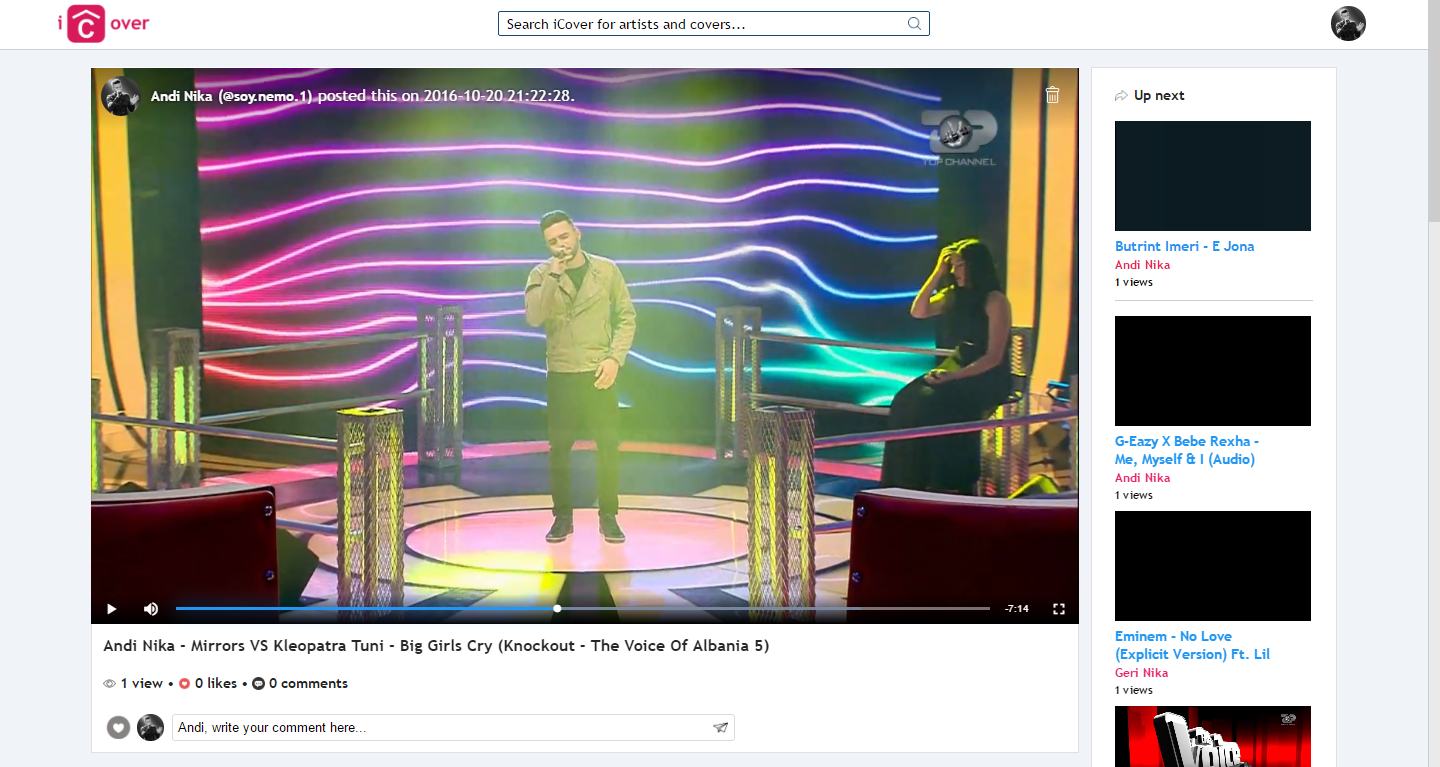 i C over
Search iCover for artists and covers...
Andi Nika (@soy.nemo.1) posted this on 2016-10-20 21:22:28.
TOP CHANNEL
-7:14
Andi Nika - Mirrors VS Kleopatra Tuni - Big Girls Cry (Knockout - The Voice Of Albania 5)
1 view • 0 likes • 0 comments
Andi, write your comment here...
Up next
Butrint Imeri - E Jona
Andi Nika
1 views
G-Eazy X Bebe Rexha -
Me, Myself & I (Audio)
Andi Nika
1 views
Eminem - No Love
(Explicit Version) Ft. Lil
Geri Nika
1 views
VOICE